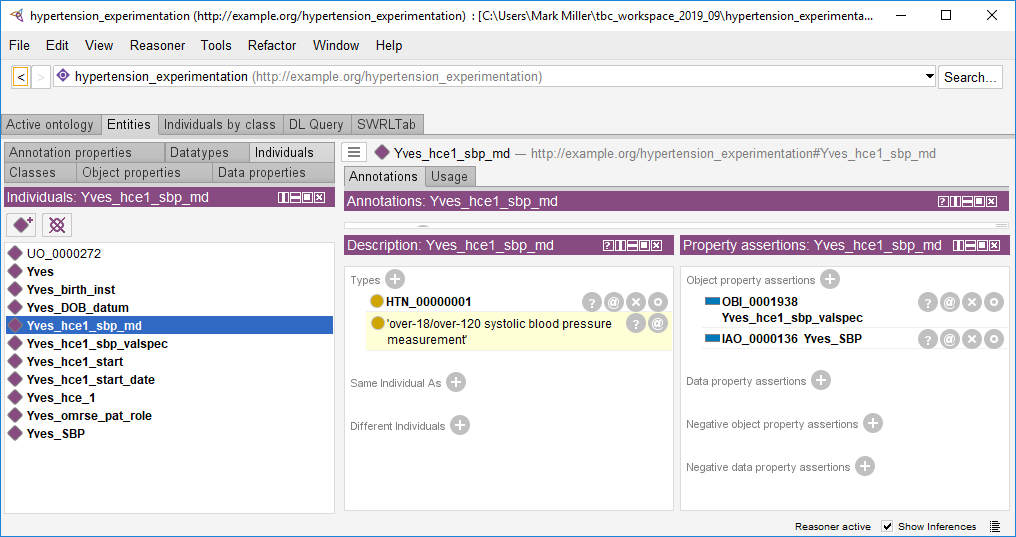 hypertension_experimentation (http://example.org/hypertension_experimentation) : [C:\Users\Mark Miller\tbc_workspace_2019_09\hypertension_experimenta...
File Edit View Reasoner Tools Refactor Window Help
< > hypertension_experimentation (http://example.org/hypertension_experimentation) Search...
Active ontology Entities Individuals by class DL Query SWRLTab
Annotation properties Datatypes Individuals
Classes Object properties Data properties
Individuals: Yves_hce1_sbp_md
UO_0000272
Yves
Yves_birth_inst
Yves_DOB_datum
Yves_hce1_sbp_md
Yves_hce1_sbp_valspec
Yves_hce1_start
Yves_hce1_start_date
Yves_hce_1
Yves_omrse_pat_role
Yves_SBP
Yves_hce1_sbp_md — http://example.org/hypertension_experimentation#Yves_hce1_sbp_md
Annotations Usage
Annotations: Yves_hce1_sbp_md
Description: Yves_hce1_sbp_md
Types
HTN_00000001
'over-18/over-120 systolic blood pressure
measurement'
Same Individual As
Different Individuals
Property assertions: Yves_hce1_sbp_md
Object property assertions
OBI_0001938
Yves_hce1_sbp_valspec
IAO_0000136 Yves_SBP
Data property assertions
Negative object property assertions
Negative data property assertions
Reasoner active Show Inferences